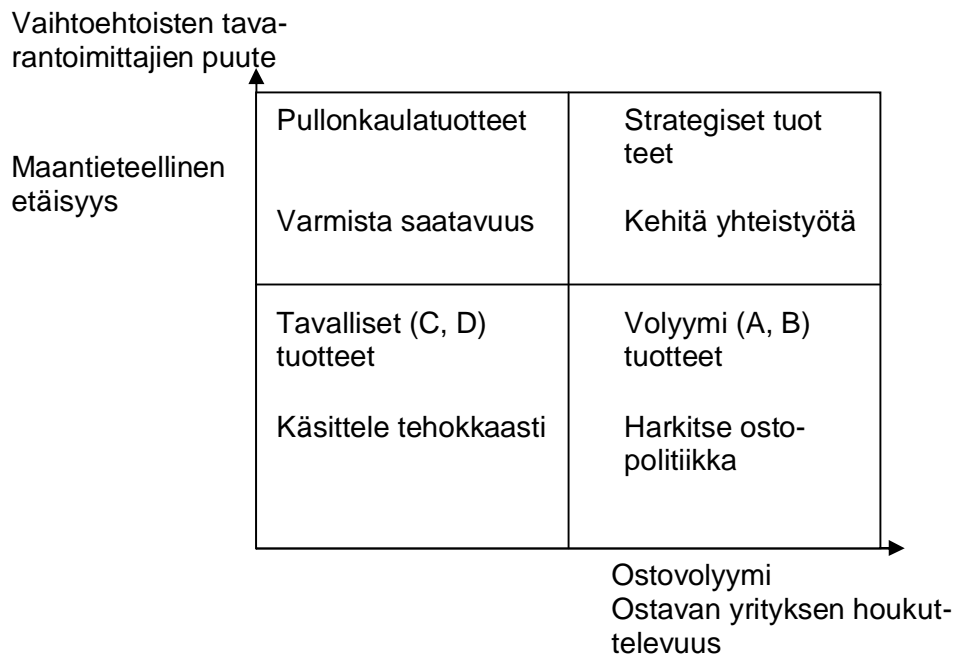 Vaihtoehtoisten tava-
rantoimittajien puute
Maantieteellinen
etäisyys
Pullonkaulatuotteet
Varmista saatavuus
Strategiset tuot
teet
Kehitä yhteistyötä
Tavalliset (C, D)
tuotteet
Käsittele tehokkaasti
Volyymi (A, B)
tuotteet
Harkitse osto-
politiikka
Ostovolyymi
Ostavan yrityksen houkut-
televuus